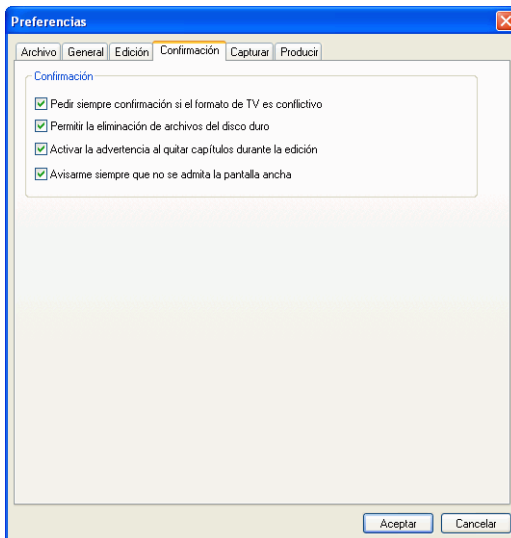 Preferencias
Archivo General Edición Confirmación Capturar Producir
Confirmación
Pedir siempre confirmación si el formato de TV es conflictivo
Permitir la eliminación de archivos del disco duro
Activar la advertencia al quitar capítulos durante la edición
Avisarme siempre que no se admita la pantalla ancha
Aceptar Cancelar